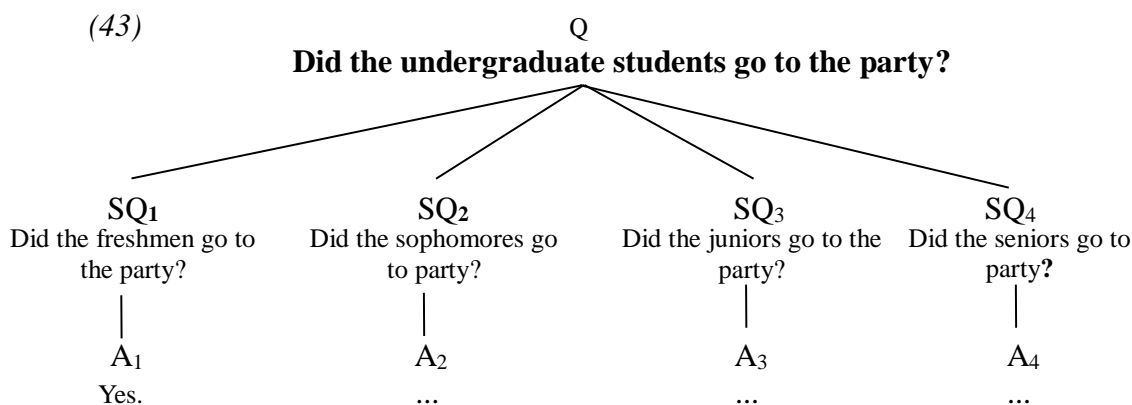 (43)
Q
Did the undergraduate students go to the party?
SQ1 SQ2 SQ3 SQ4
Did the freshmen go to Did the sophomores go Did the juniors go to the Did the seniors go to
the party? to party? party? party?
A1 A2 A3 A4
Yes. ... ... ...